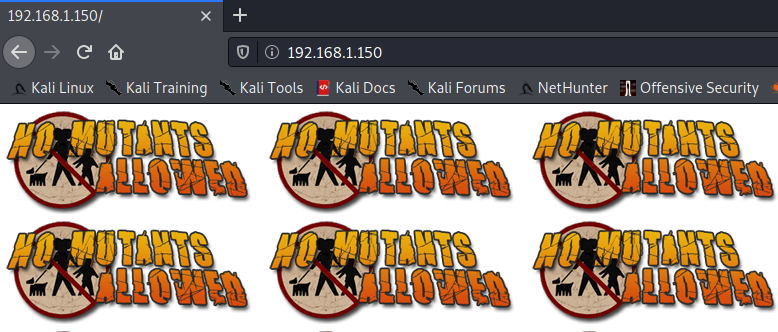 192.168.1.150/
192.168.1.150
Kali Linux Kali Training Kali Tools Kali Docs Kali Forums NetHunter Offensive Security
NO MUTANTS NO MUTANTS NO MUTANTS
ALLOWED ALLOWED ALLOWED
NO MUTANTS NO MUTANTS NO MUTANTS
ALLOWED ALLOWED ALLOWED